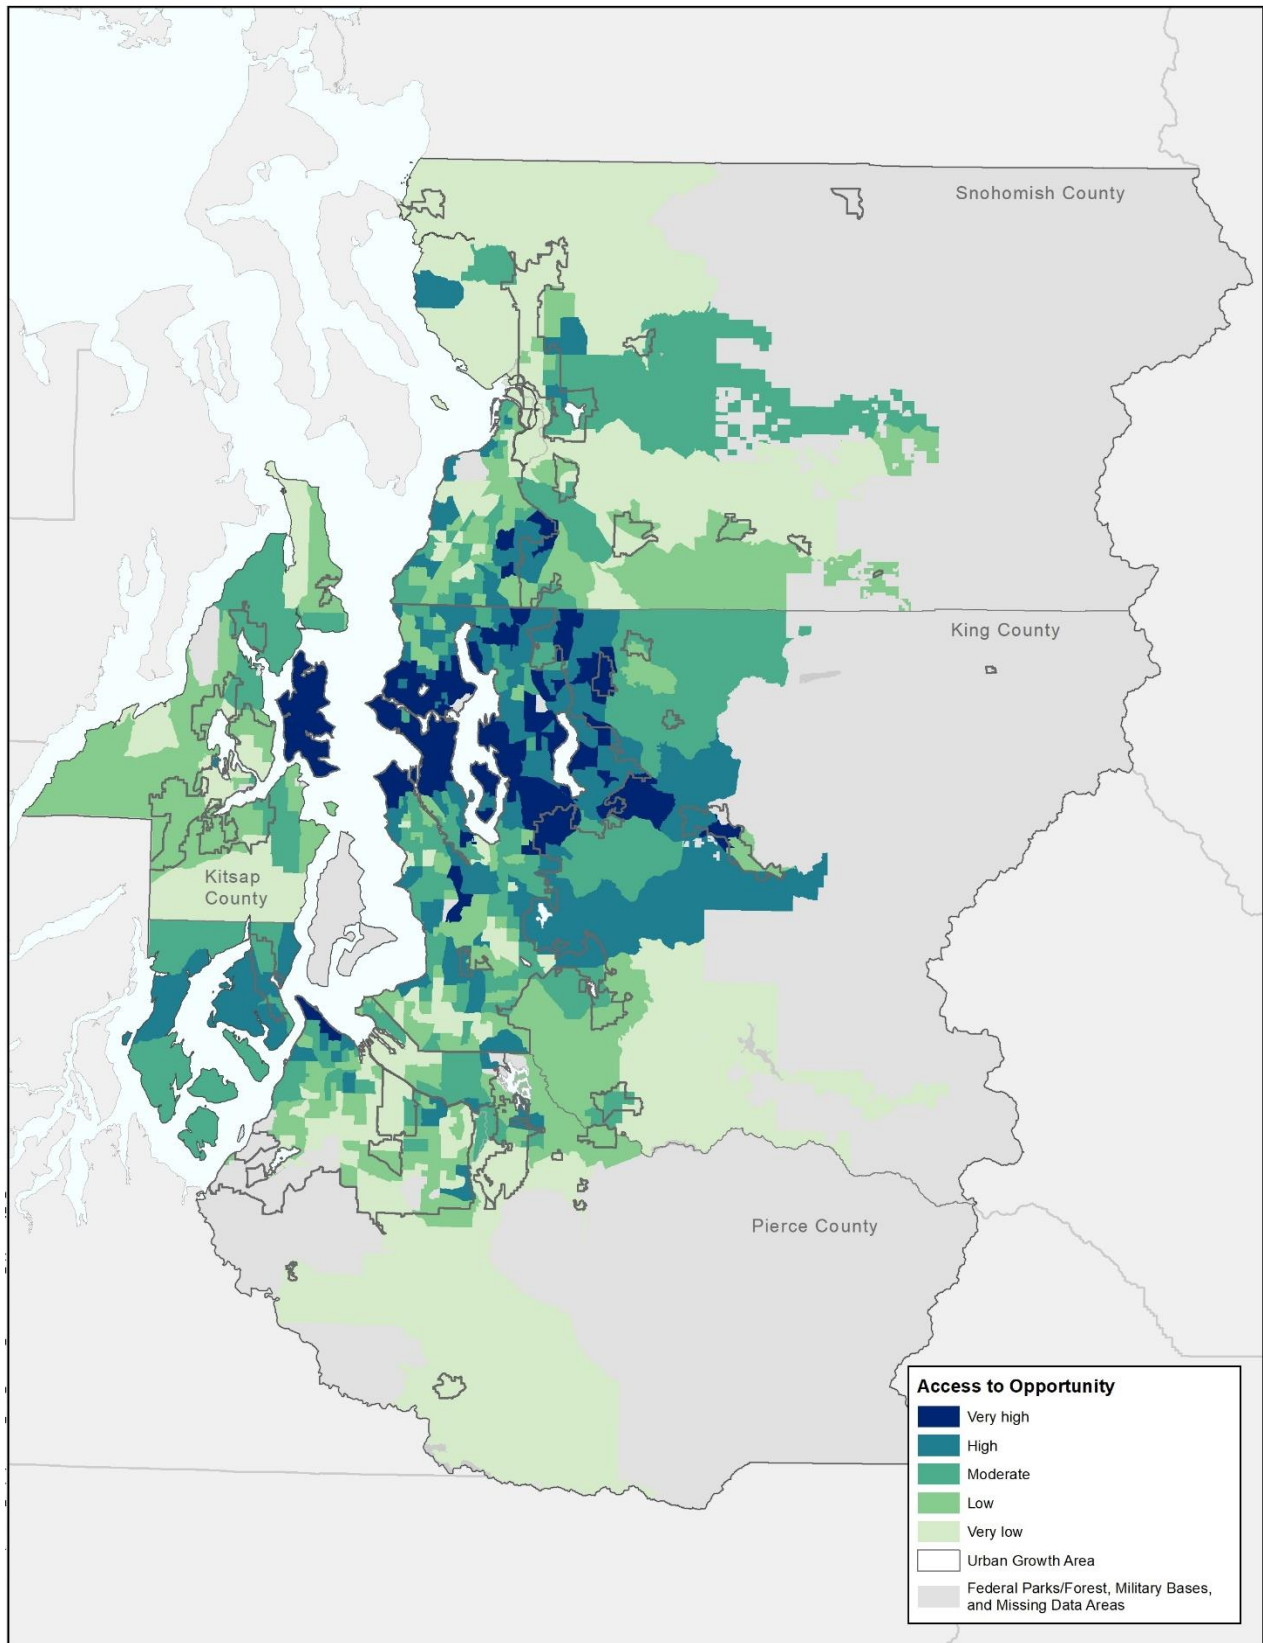 Snohomish County
King County
Kitsap
County
Pierce County
Access to Opportunity
Very high
High
Moderate
Low
Very low
Urban Growth Area
Federal Parks/Forest, Military Bases,
and Missing Data Areas